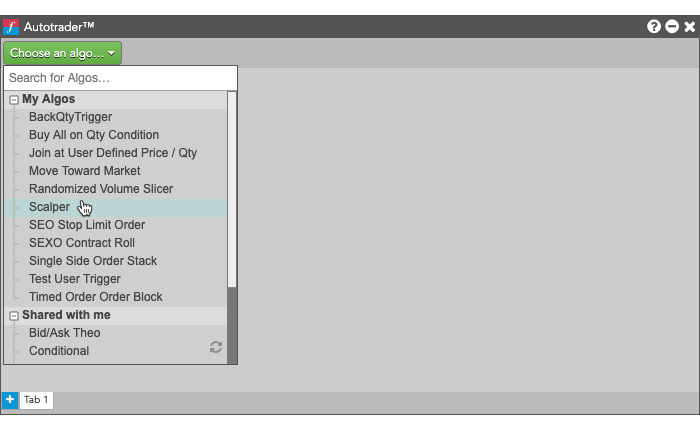 f Autotrader™ ?
Choose an algo...
Search for Algos...
My Algos
BackQtyTrigger
Buy All on Qty Condition
Join at User Defined Price / Qty
Move Toward Market
Randomized Volume Slicer
Scalper
SEO Stop Limit Order
SEXO Contract Roll
Single Side Order Stack
Test User Trigger
Timed Order Order Block
Shared with me
Bid/Ask Theo
Conditional
+ Tab 1